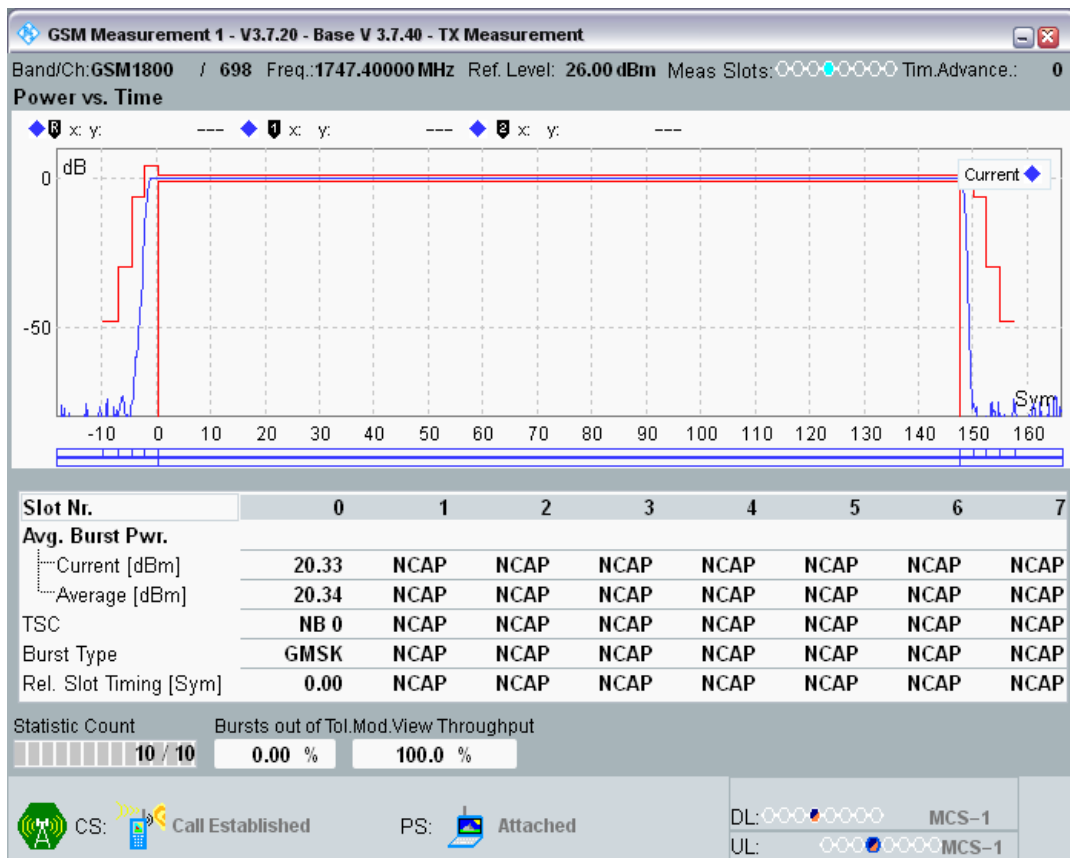 GSM Measurement 1 - V3.7.20 - Base V 3.7.40 - TX Measurement
Band/Ch:GSM1800 / 698 Freq.:1747.40000 MHz Ref. Level: 26.00 dBm Meas Slots: Tim.Advance.: 0
Power vs. Time
R x: y: --- 1 x: y: --- 2 x: y: ---
dB
Current
0
-50
Sym
-10 0 10 20 30 40 50 60 70 80 90 100 110 120 130 140 150 160
Slot Nr. 0 1 2 3 4 5 6 7
Avg. Burst Pwr.
Current [dBm] 20.33 NCAP NCAP NCAP NCAP NCAP NCAP NCAP
Average [dBm] 20.34 NCAP NCAP NCAP NCAP NCAP NCAP NCAP
TSC NB 0 NCAP NCAP NCAP NCAP NCAP NCAP NCAP
Burst Type GMSK NCAP NCAP NCAP NCAP NCAP NCAP NCAP
Rel. Slot Timing [Sym] 0.00 NCAP NCAP NCAP NCAP NCAP NCAP NCAP
Statistic Count Bursts out of Tol.Mod.View Throughput
10 / 10 0.00 % 100.0 %
CS: Call Established PS: Attached
DL: MCS-1
UL: MCS-1